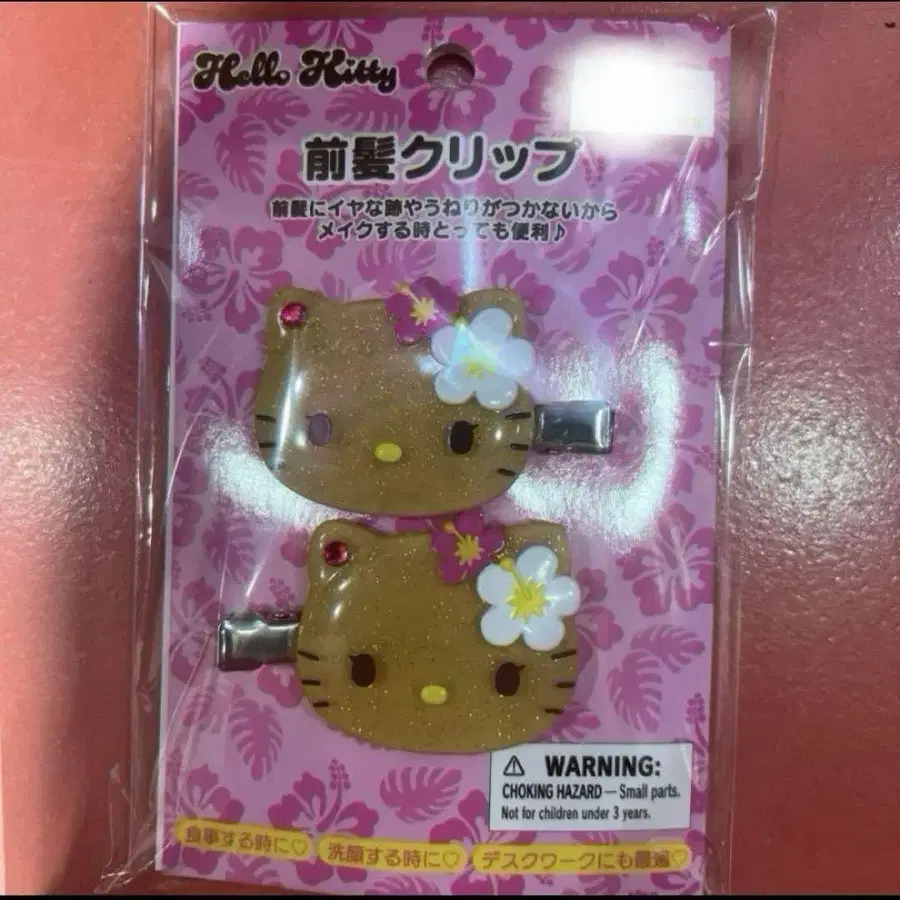 Hello Kitty
前髪クリップ
前髪にイヤな跡やうねりがつかないから
メイクする時とっても便利♪
⚠ WARNING:
CHOKING HAZARD — Small parts.
Not for children under 3 years.
食事する時に♡
洗顔する時に♡
デスクワークにも最適♡